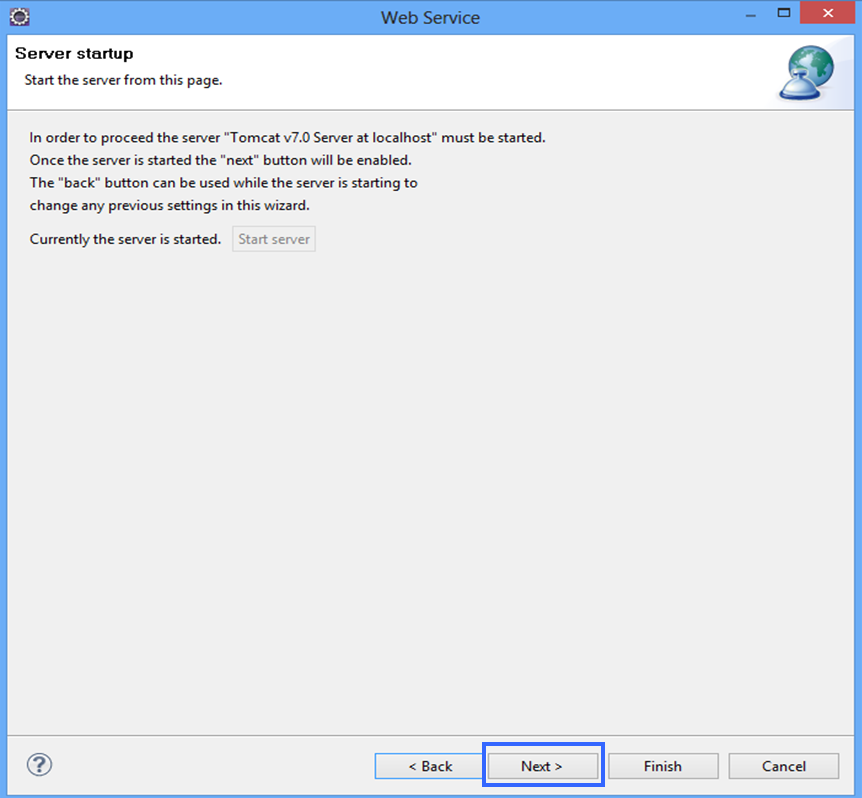 Web Service
Server startup
Start the server from this page.
In order to proceed the server "Tomcat v7.0 Server at localhost" must be started.
Once the server is started the "next" button will be enabled.
The "back" button can be used while the server is starting to
change any previous settings in this wizard.
Currently the server is started. Start server
? < Back Next > Finish Cancel